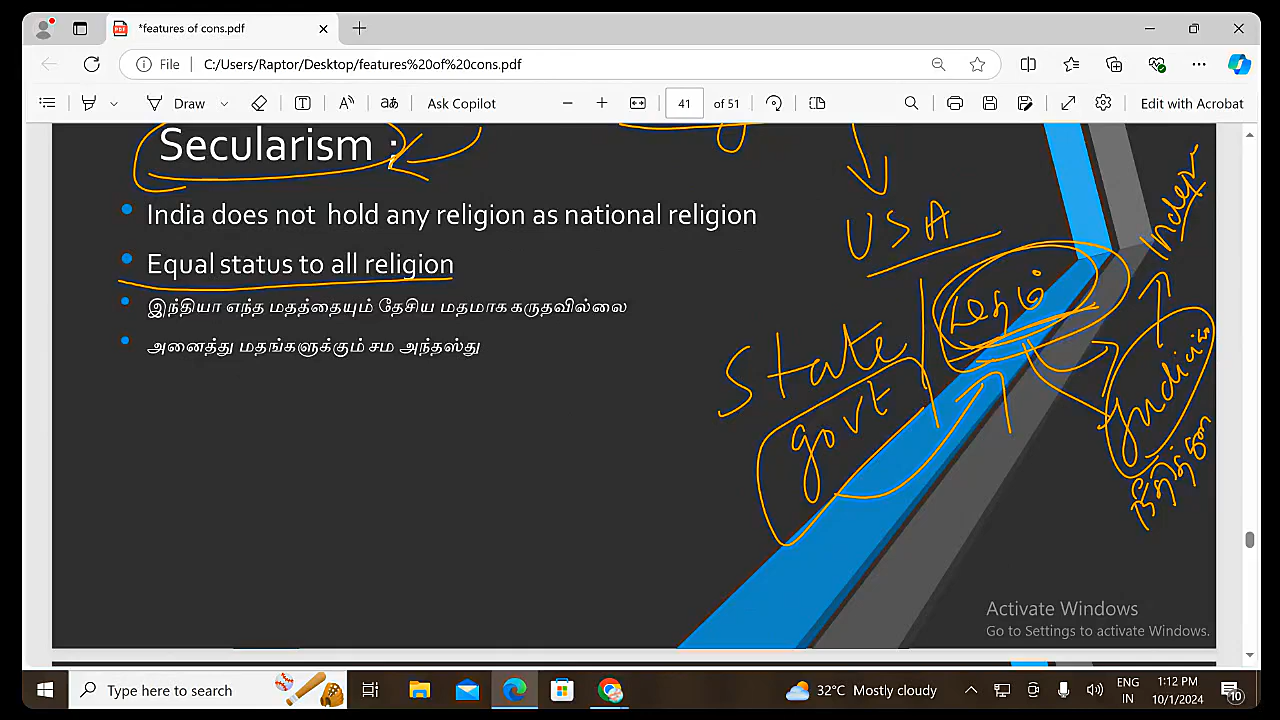 *features of cons.pdf
File
C:/Users/Raptor/Desktop/features%20of%20cons.pdf
Draw
Ask Copilot
41 of 51
Edit with Acrobat
Secularism :
India does not hold any religion as national religion
Equal status to all religion
இந்தியா எந்த மதத்தையும் தேசிய மதமாக கருதவில்லை
அனைத்து மதங்களுக்கும் சம அந்தஸ்து
USA
State
govt
Activate Windows
Go to Settings to activate Windows.
Type here to search
32°C Mostly cloudy
ENG
IN
1:12 PM
10/1/2024
10